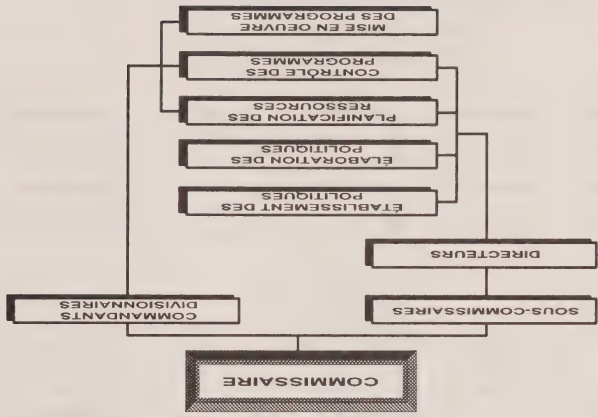 COMMISSAIRE
SOUS-COMMISSAIRES
COMMANDANTS
DIVISIONNAIRES
DIRECTEURS
ÉTABLISSEMENT DES
POLITIQUES
ÉLABORATION DES
POLITIQUES
PLANIFICATION DES
RESSOURCES
CONTRÔLE DES
PROGRAMMES
MISE EN OEUVRE
DES PROGRAMMES